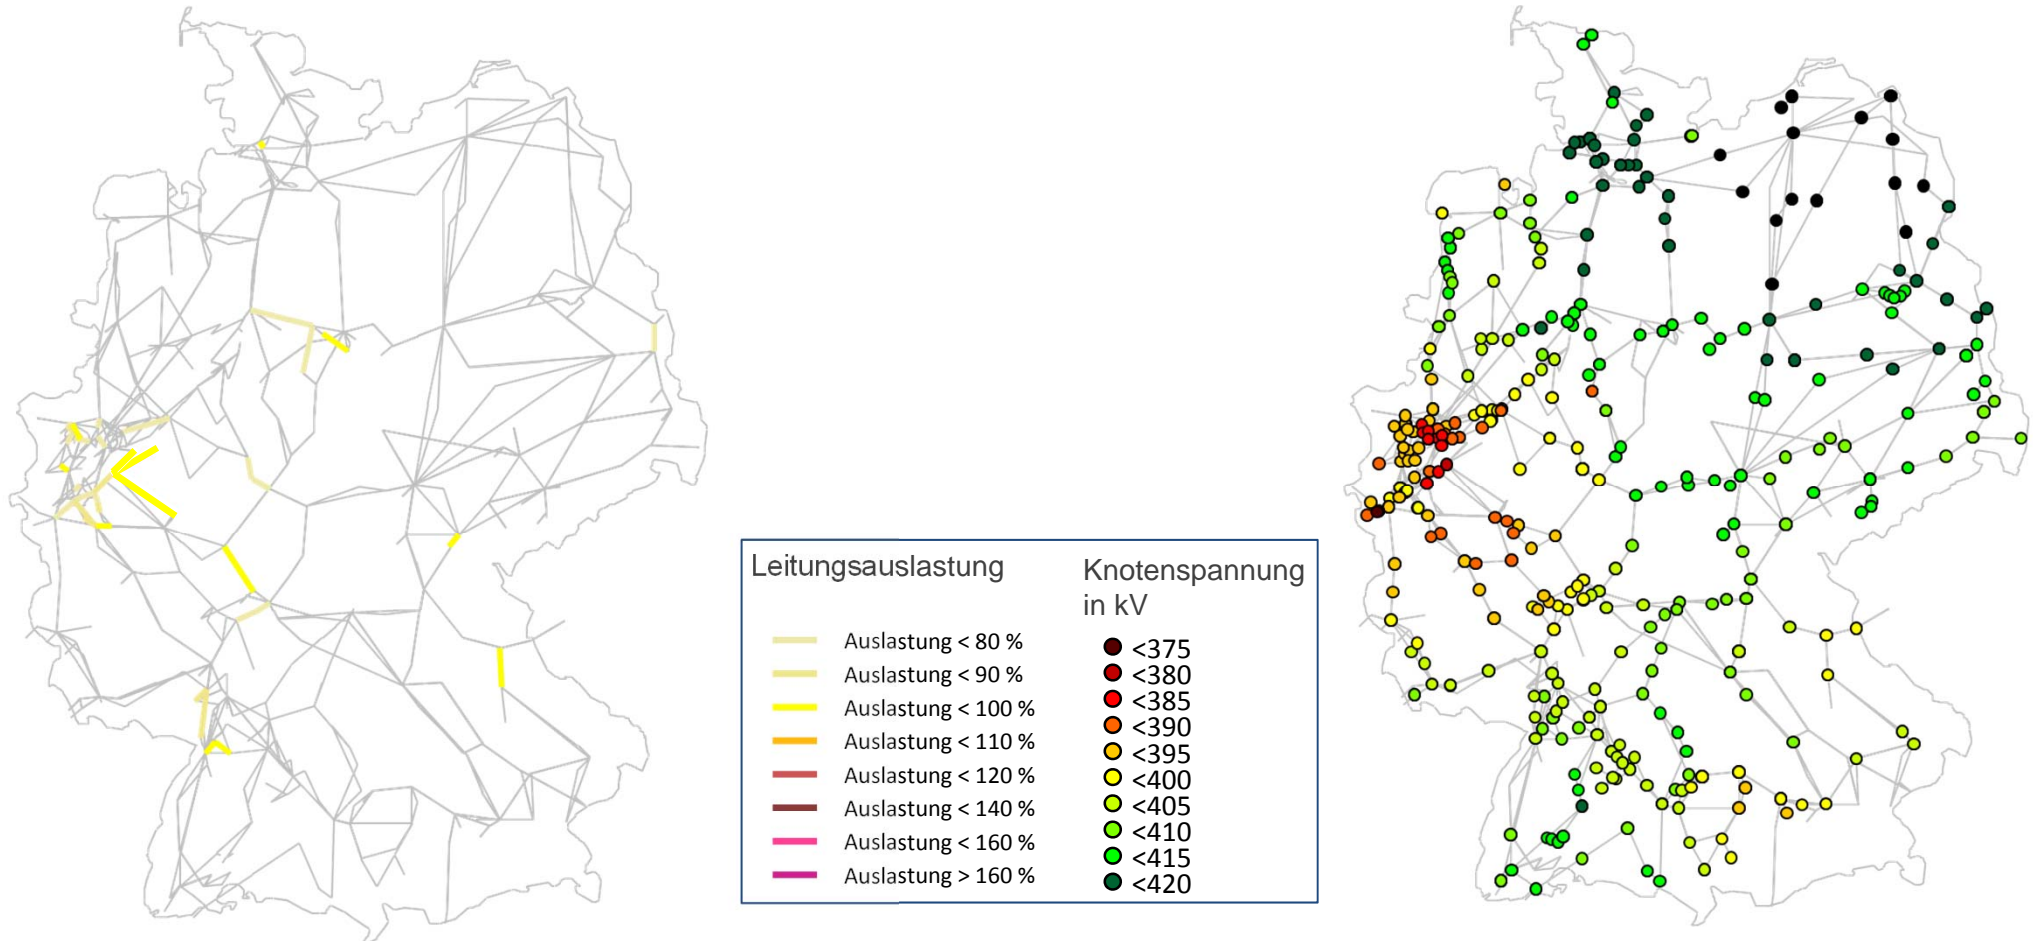 Leitungsauslastung
Auslastung < 80 %
Auslastung < 90 %
Auslastung < 100 %
Auslastung < 110 %
Auslastung < 120 %
Auslastung < 140 %
Auslastung < 160 %
Auslastung > 160 %
Knotenspannung
in kV
<375
<380
<385
<390
<395
<400
<405
<410
<415
<420